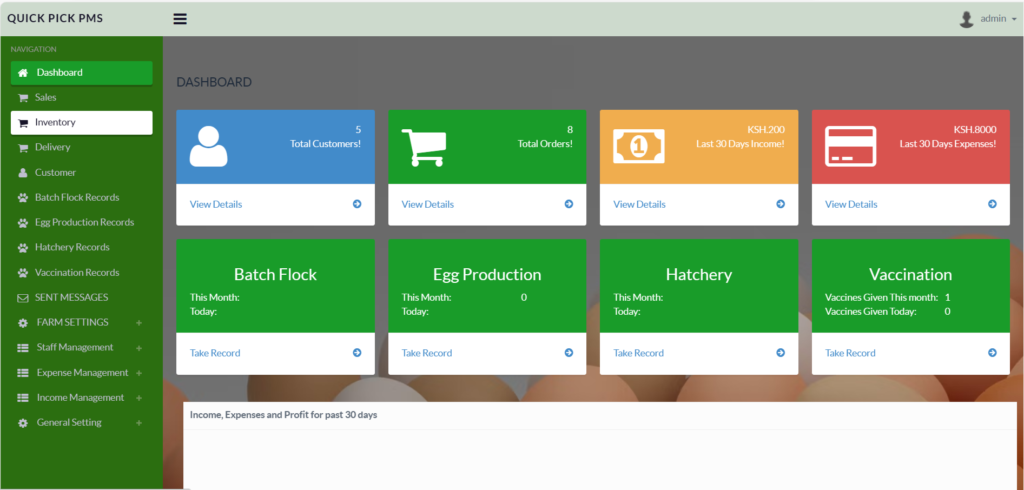 QUICK PICK PMS
admin
NAVIGATION
Dashboard
Sales
Inventory
Delivery
Customer
Batch Flock Records
Egg Production Records
Hatchery Records
Vaccination Records
SENT MESSAGES
FARM SETTINGS +
Staff Management +
Expense Management +
Income Management +
General Setting +
DASHBOARD
5
Total Customers!
View Details
8
Total Orders!
View Details
1
KSH.200
Last 30 Days Income!
View Details
KSH.8000
Last 30 Days Expenses!
View Details
Batch Flock
This Month:
Today:
Take Record
Egg Production
This Month: 0
Today:
Take Record
Hatchery
This Month:
Today:
Take Record
Vaccination
Vaccines Given This month: 1
Vaccines Given Today: 0
Take Record
Income, Expenses and Profit for past 30 days